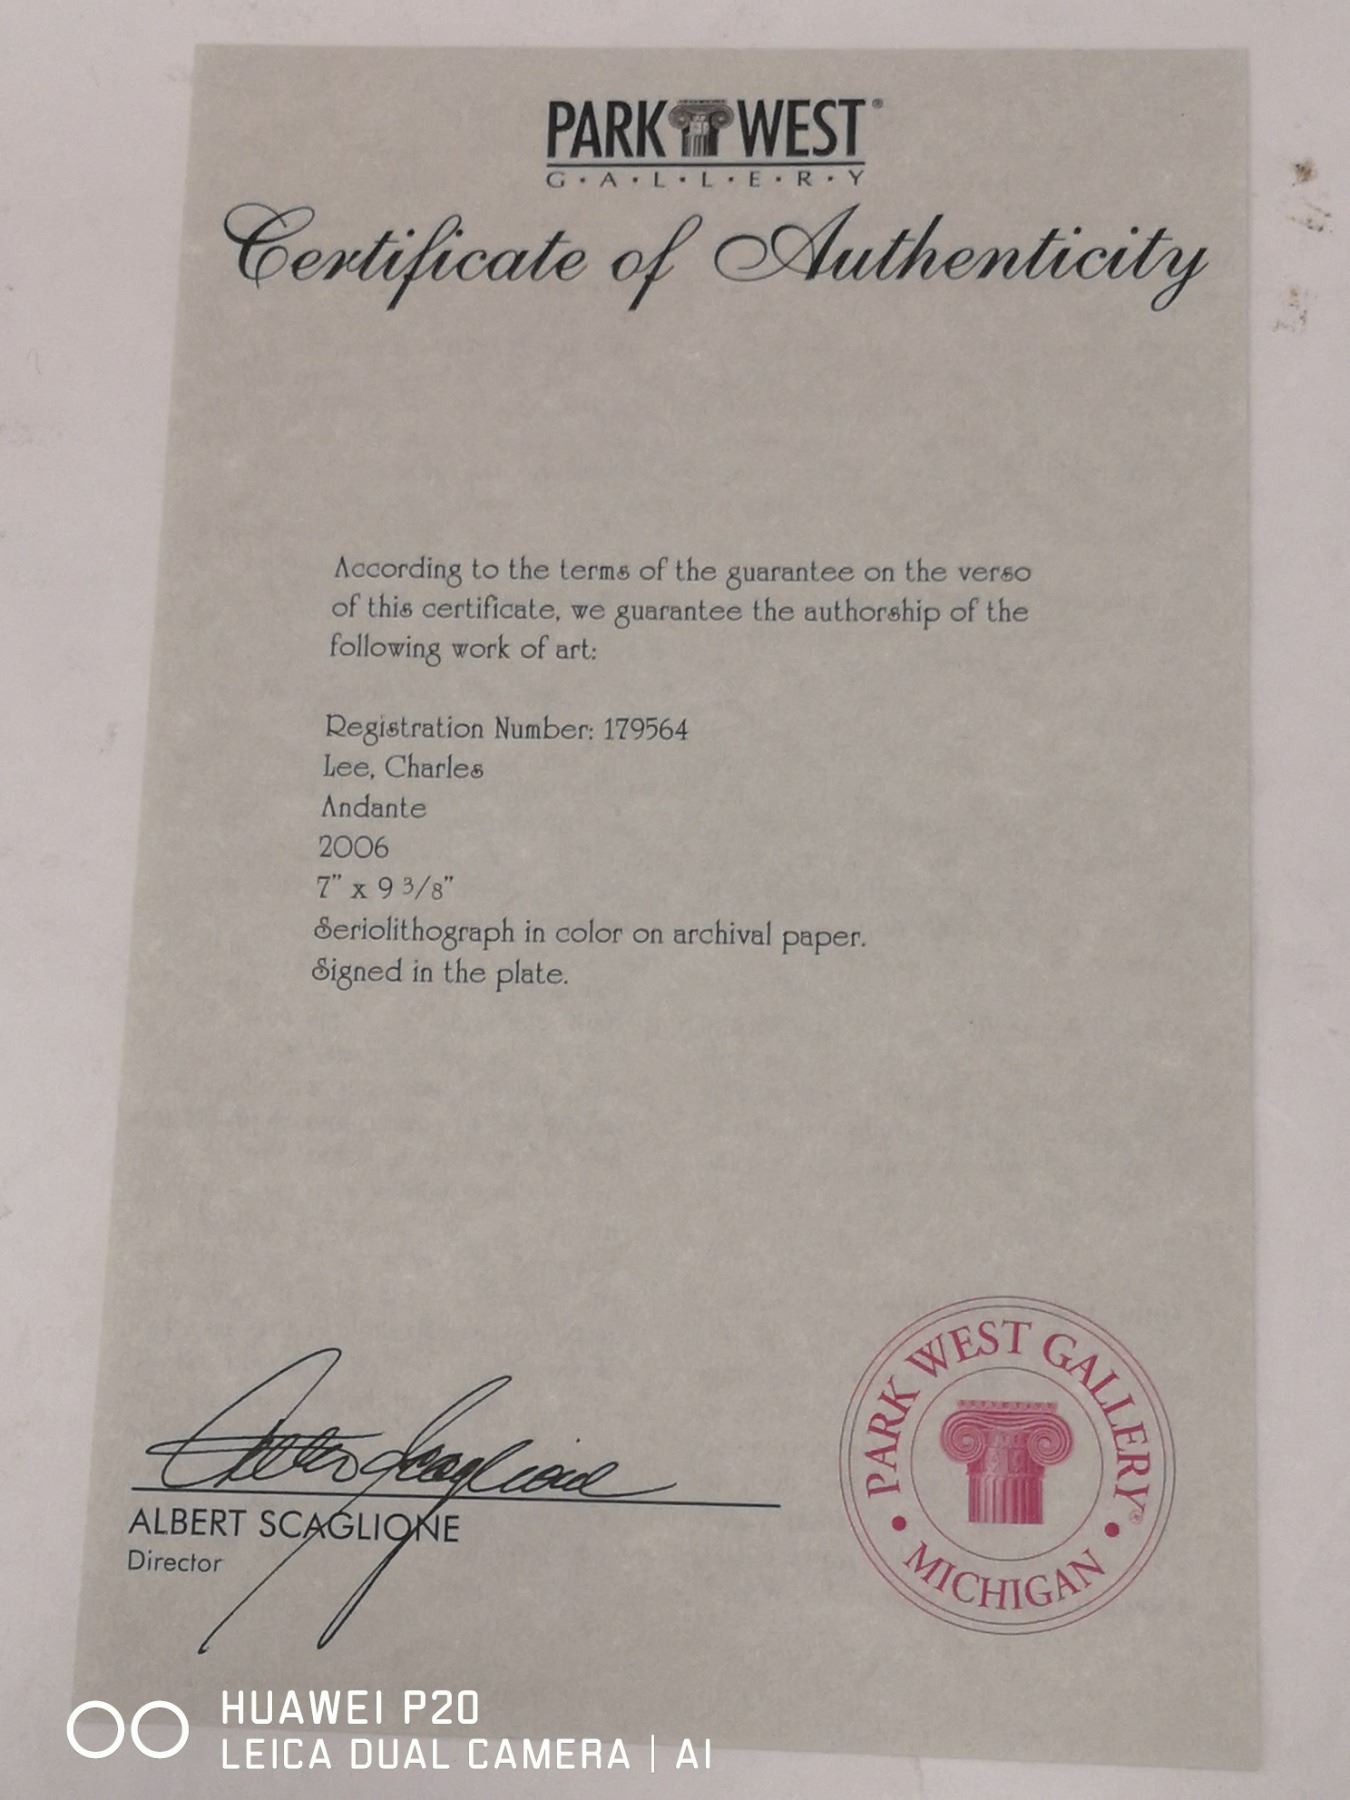 PARK WEST®
G·A·L·L·E·R·Y
Certificate of Authenticity
According to the terms of the guarantee on the verso
of this certificate, we guarantee the authorship of the
following work of art:
Registration Number: 179564
Lee, Charles
Andante
2006
7" x 9 3/8"
Seriolithograph in color on archival paper.
Signed in the plate.
Albert Scaglione
ALBERT SCAGLIONE
Director
PARK WEST GALLERY®
• MICHIGAN •
HUAWEI P20
LEICA DUAL CAMERA | AI